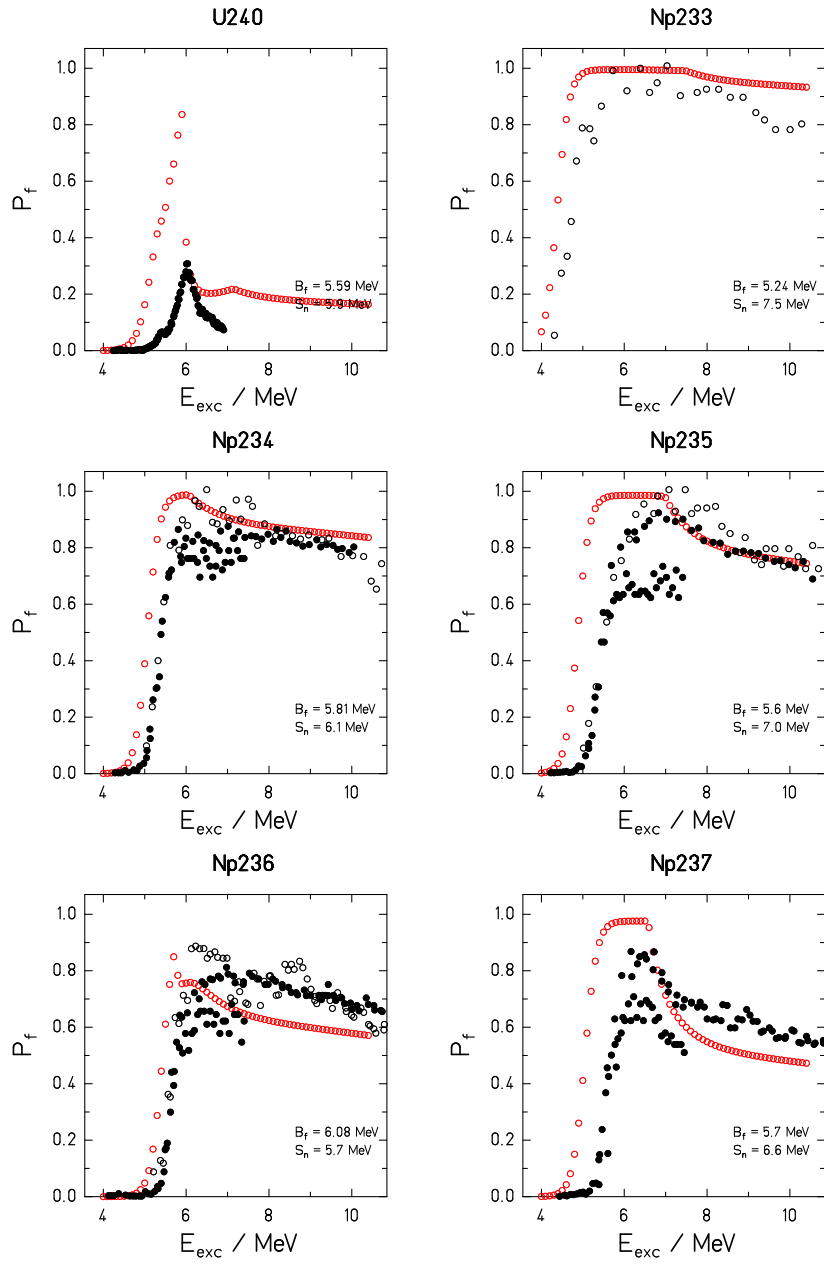 U240
Np233
1.0
0.8
0.6
0.4
0.2
0.0
P_f
B_f = 5.59 MeV
S_n = 5.9 MeV
4 6 8 10
E_exc / MeV
1.0
0.8
0.6
0.4
0.2
0.0
P_f
B_f = 5.24 MeV
S_n = 7.5 MeV
4 6 8 10
E_exc / MeV
Np234
Np235
1.0
0.8
0.6
0.4
0.2
0.0
P_f
B_f = 5.81 MeV
S_n = 6.1 MeV
4 6 8 10
E_exc / MeV
1.0
0.8
0.6
0.4
0.2
0.0
P_f
B_f = 5.6 MeV
S_n = 7.0 MeV
4 6 8 10
E_exc / MeV
Np236
Np237
1.0
0.8
0.6
0.4
0.2
0.0
P_f
B_f = 6.08 MeV
S_n = 5.7 MeV
4 6 8 10
E_exc / MeV
1.0
0.8
0.6
0.4
0.2
0.0
P_f
B_f = 5.7 MeV
S_n = 6.6 MeV
4 6 8 10
E_exc / MeV